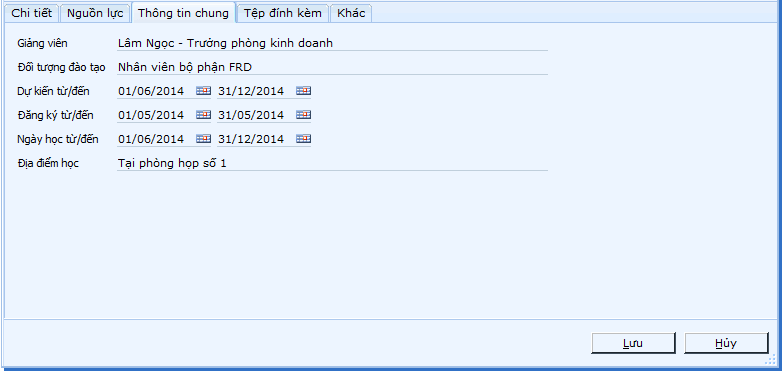 Chi tiết Nguồn lực Thông tin chung Tệp đính kèm Khác
Giảng viên Lâm Ngọc - Trưởng phòng kinh doanh
Đối tượng đào tạo Nhân viên bộ phận FRD
Dự kiến từ/đến 01/06/2014 31/12/2014
Đăng ký từ/đến 01/05/2014 31/05/2014
Ngày học từ/đến 01/06/2014 31/12/2014
Địa điểm học Tại phòng họp số 1
Lưu Hủy